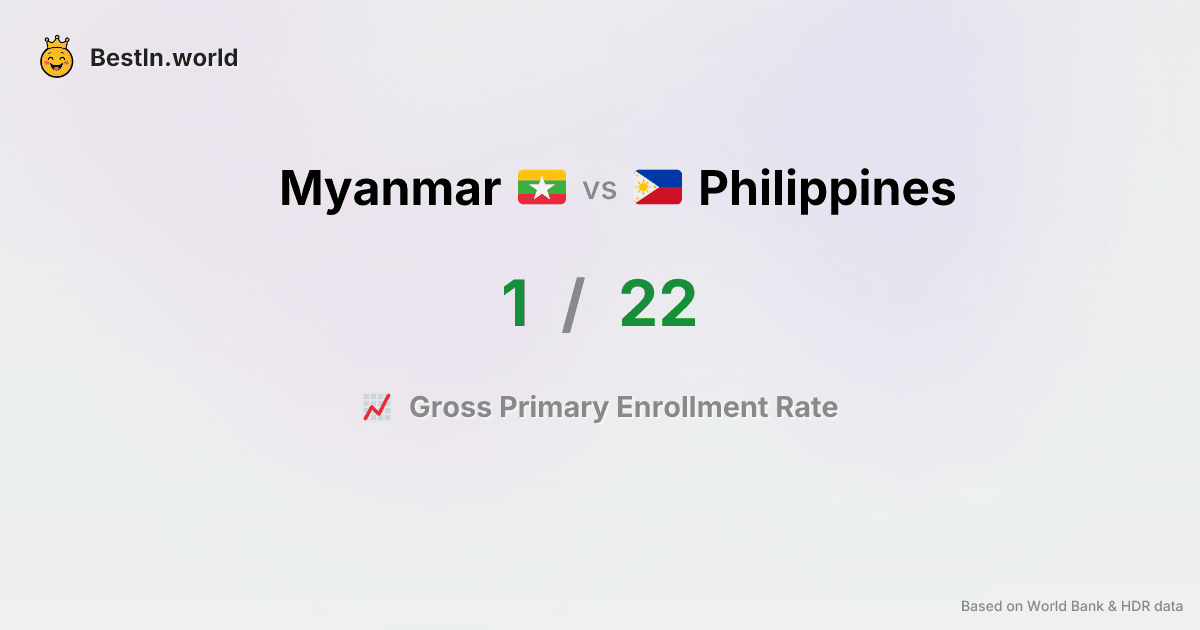 BestIn.world
Myanmar vs Philippines
1 / 22
Gross Primary Enrollment Rate
Based on World Bank & HDR data